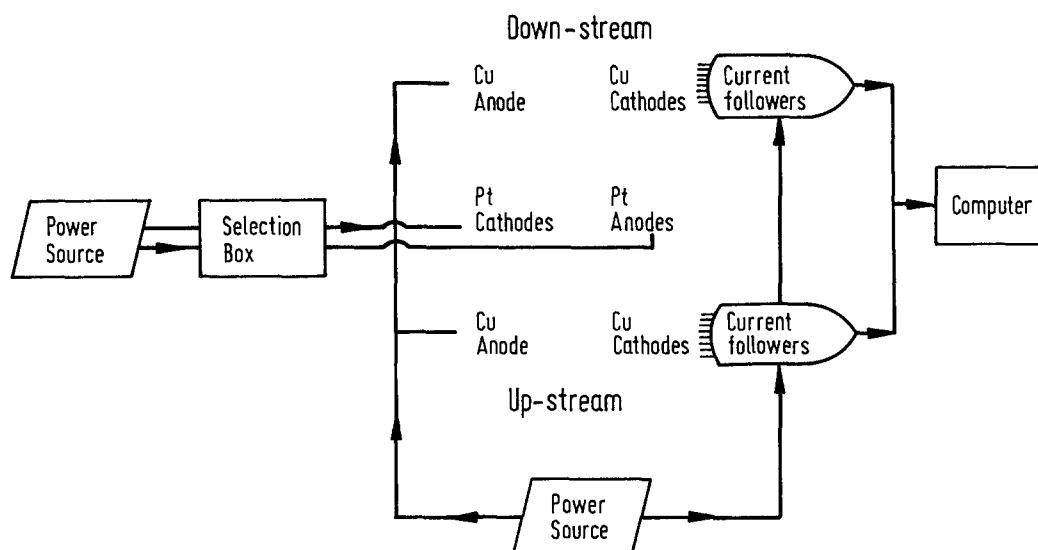 Down-stream
Cu
Anode
Cu
Cathodes
Current
followers
Power
Source
Selection
Box
Pt
Cathodes
Pt
Anodes
Computer
Cu
Anode
Cu
Cathodes
Current
followers
Up-stream
Power
Source